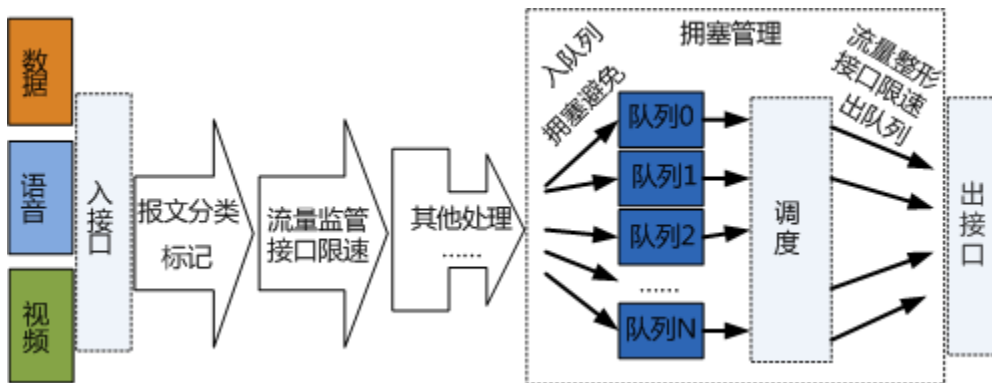 数据
语音
视频
入接口
报文分类
标记
流量监管
接口限速
其他处理
……
拥塞管理
入队列
拥塞避免
队列0
队列1
队列2
……
队列N
调度
流量整形
接口限速
出队列
出接口